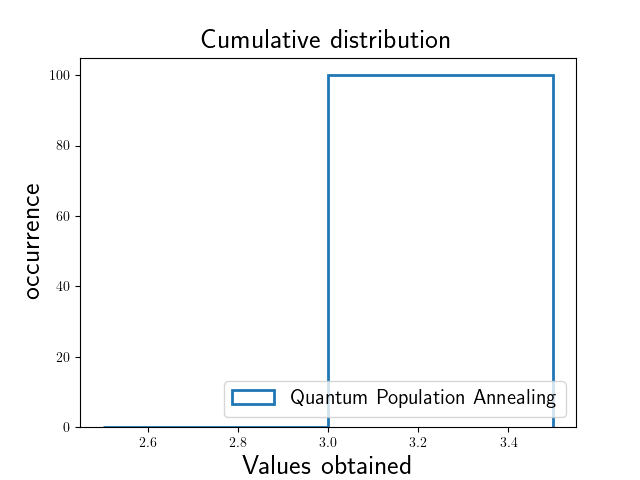 Cumulative distribution
100
80
60
40
20
0
occurrence
Quantum Population Annealing
2.6 2.8 3.0 3.2 3.4
Values obtained